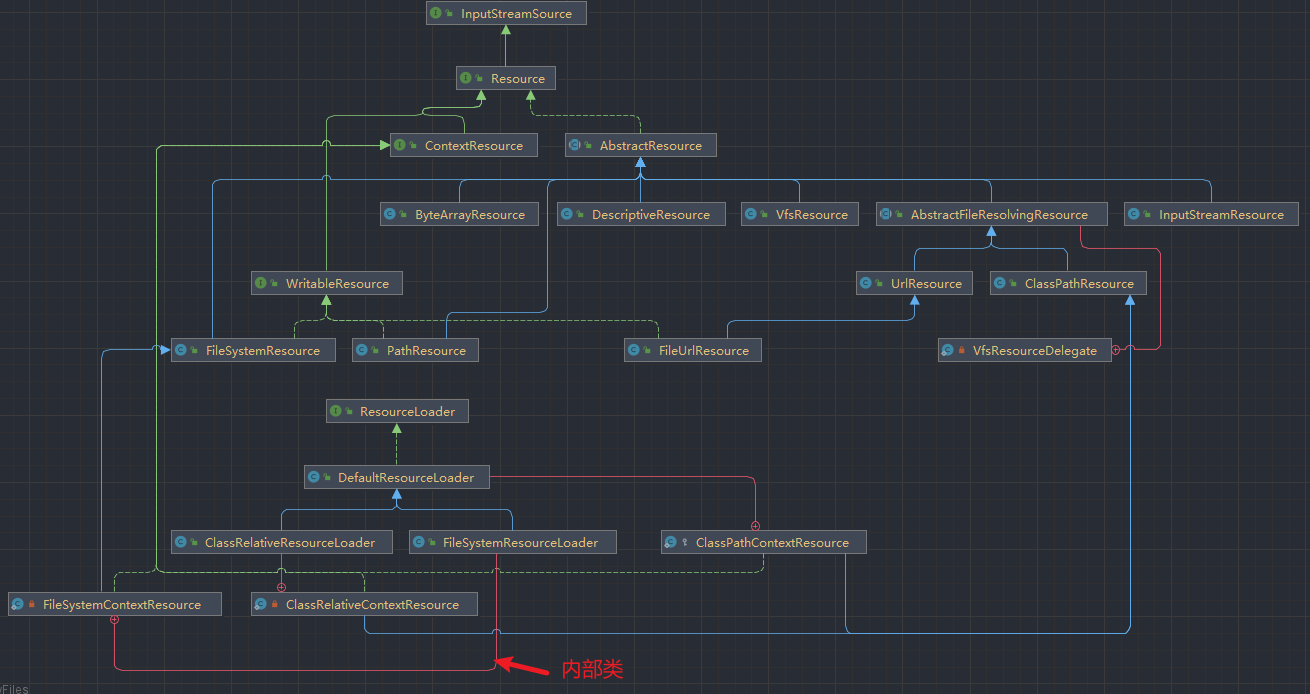 InputStreamSource
Resource
ContextResource
AbstractResource
ByteArrayResource
DescriptiveResource
VfsResource
AbstractFileResolvingResource
InputStreamResource
WritableResource
UrlResource
ClassPathResource
FileSystemResource
PathResource
FileUrlResource
VfsResourceDelegate
ResourceLoader
DefaultResourceLoader
ClassRelativeResourceLoader
FileSystemResourceLoader
ClassPathContextResource
FileSystemContextResource
ClassRelativeContextResource
内部类
yFiles